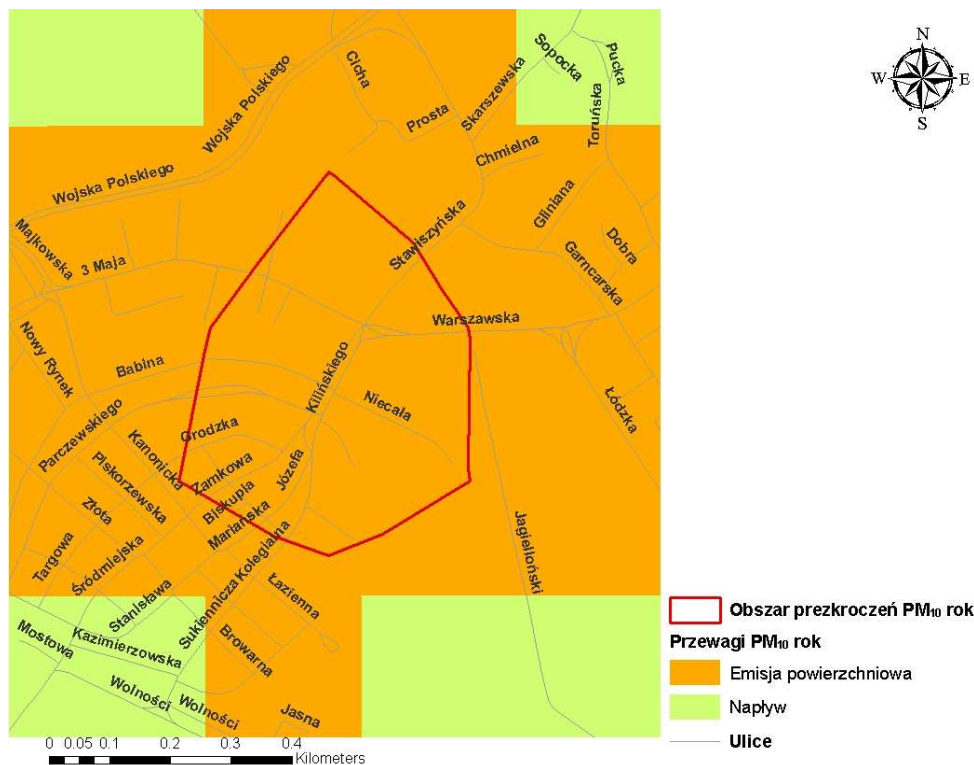 N
W E
S
Sopocka
Pucka
Cicha
Wojska Polskiego
Skarszewska
Prosta
Toruńska
Chmielna
Wojska Polskiego
Gliniana
Majkowska
Stawiszyńska
Dobra
3 Maja
Garncarska
Warszawska
Nowy Rynek
Babina
Kilińskiego
Niecała
Łódzka
Parczewskiego
Grodzka
Kanonicka
Zamkowa
Józefa
Piskorzewska
Biskupia
Złota
Mariańska
Jagielloński
Targowa
Śródmiejska
Kolegialna
Stanisława
Łazienna
Sukiennicza
Mostowa
Kazimierzowska
Browarna
Wolności
Wolności
Jasna
Obszar prezkroczeń PM₁₀ rok
Przewagi PM₁₀ rok
Emisja powierzchniowa
Napływ
Ulice
0 0.05 0.1 0.2 0.3 0.4
Kilometers